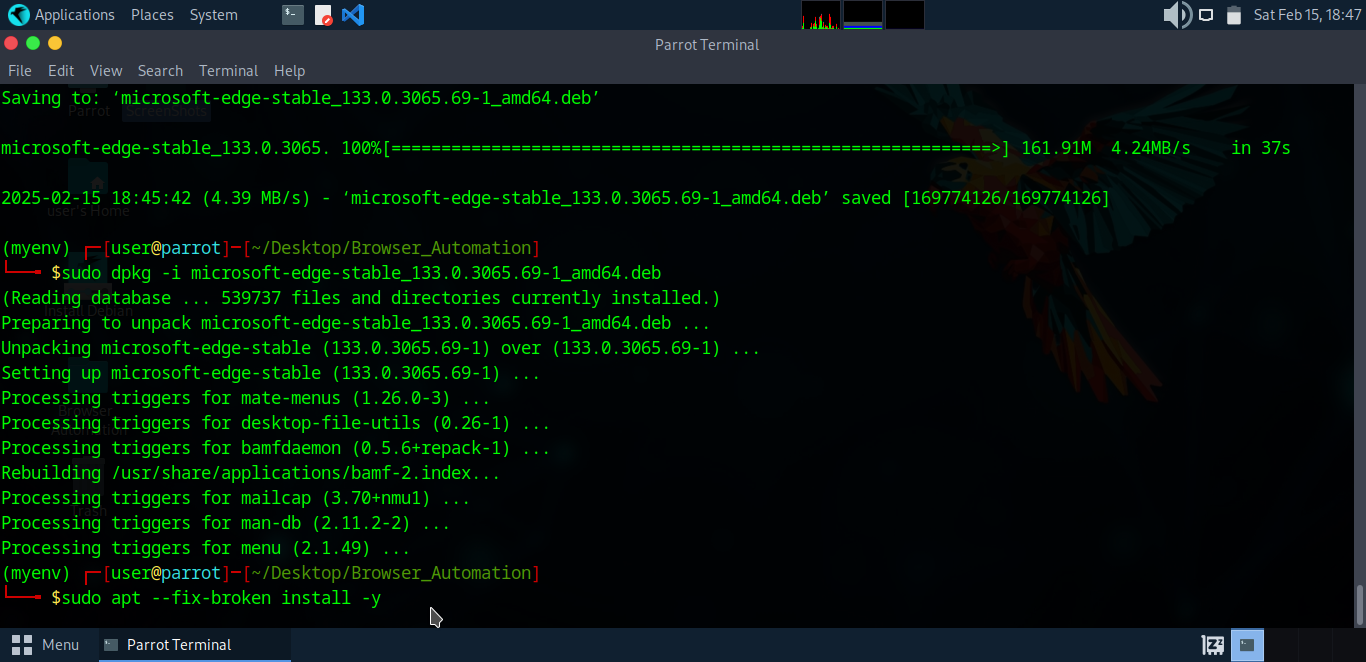 Applications Places System Sat Feb 15, 18:47
Parrot Terminal
File Edit View Search Terminal Help
Saving to: ‘microsoft-edge-stable_133.0.3065.69-1_amd64.deb’
Parrot Screenshots
microsoft-edge-stable_133.0.3065. 100%[============================================================>] 161.91M 4.24MB/s in 37s
2025-02-15 18:45:42 (4.39 MB/s) - ‘microsoft-edge-stable_133.0.3065.69-1_amd64.deb’ saved [169774126/169774126]
user's Home
(myenv) ┌─[user@parrot]─[~/Desktop/Browser_Automation]
└──╼ $sudo dpkg -i microsoft-edge-stable_133.0.3065.69-1_amd64.deb
(Reading database ... 539737 files and directories currently installed.)
Install Debian
Preparing to unpack microsoft-edge-stable_133.0.3065.69-1_amd64.deb ...
Unpacking microsoft-edge-stable (133.0.3065.69-1) over (133.0.3065.69-1) ...
Setting up microsoft-edge-stable (133.0.3065.69-1) ...
Processing triggers for mate-menus (1.26.0-3) ...
Browser
Processing triggers for desktop-file-utils (0.26-1) ...
Processing triggers for bamfdaemon (0.5.6+repack-1) ...
Rebuilding /usr/share/applications/bamf-2.index...
Processing triggers for mailcap (3.70+nmu1) ...
Trash
Processing triggers for man-db (2.11.2-2) ...
Processing triggers for menu (2.1.49) ...
(myenv) ┌─[user@parrot]─[~/Desktop/Browser_Automation]
└──╼ $sudo apt --fix-broken install -y
Menu Parrot Terminal